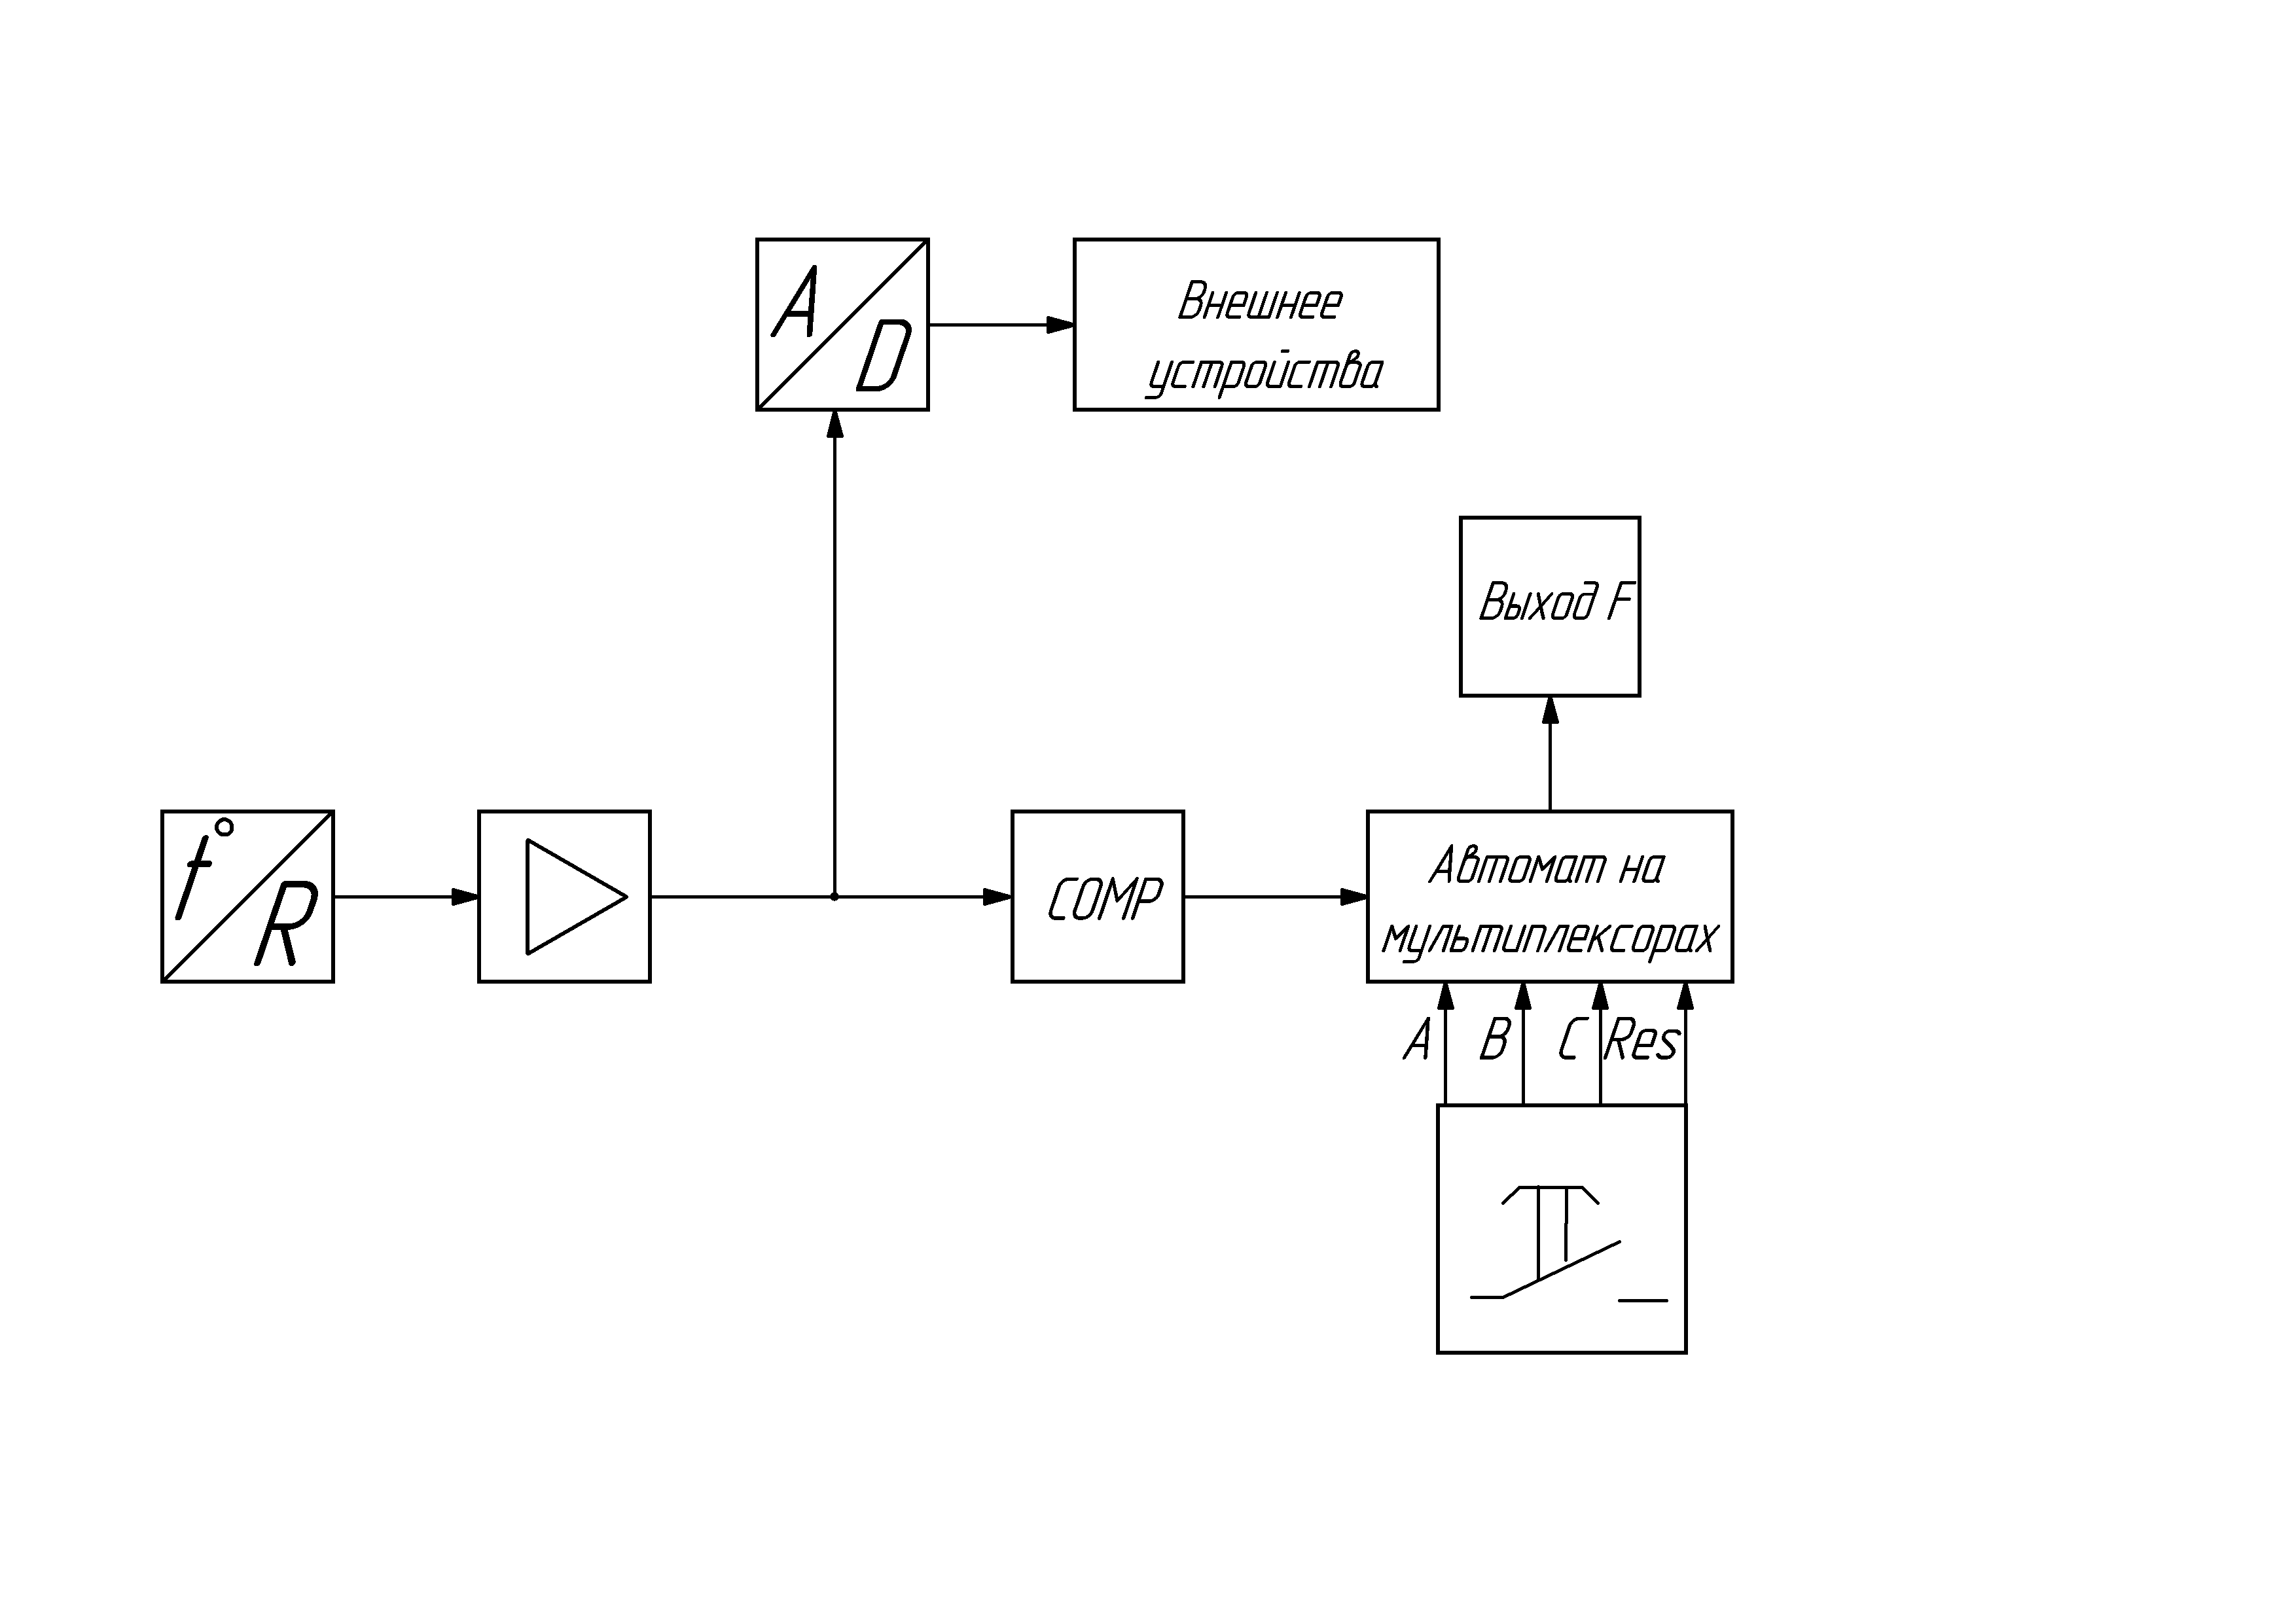 A
D
Внешнее
устройства
Выход F
t°
R
COMP
Автомат на
мультиплексорах
A B C Res